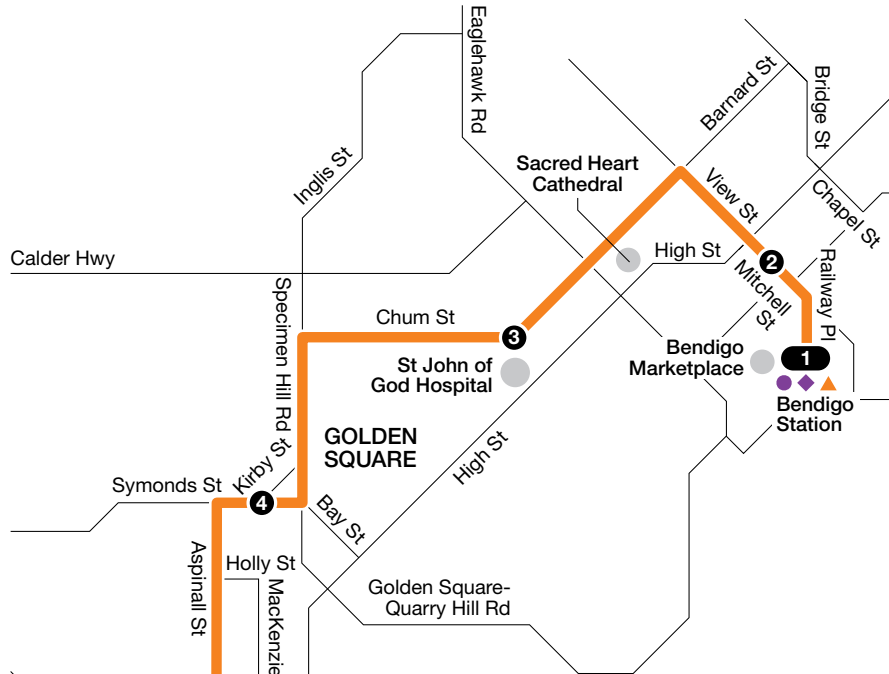 Eaglehawk Rd
Barnard St
Bridge St
Inglis St
Sacred Heart
Cathedral
View St
Chapel St
Calder Hwy
High St
2
Mitchell St
Railway Pl
Specimen Hill Rd
Chum St
3
Bendigo
Marketplace
1
St John of
God Hospital
Bendigo
Station
GOLDEN
SQUARE
Kirby St
High St
Symonds St
4
Bay St
Aspinall St
Holly St
MacKenzie
Golden Square-
Quarry Hill Rd